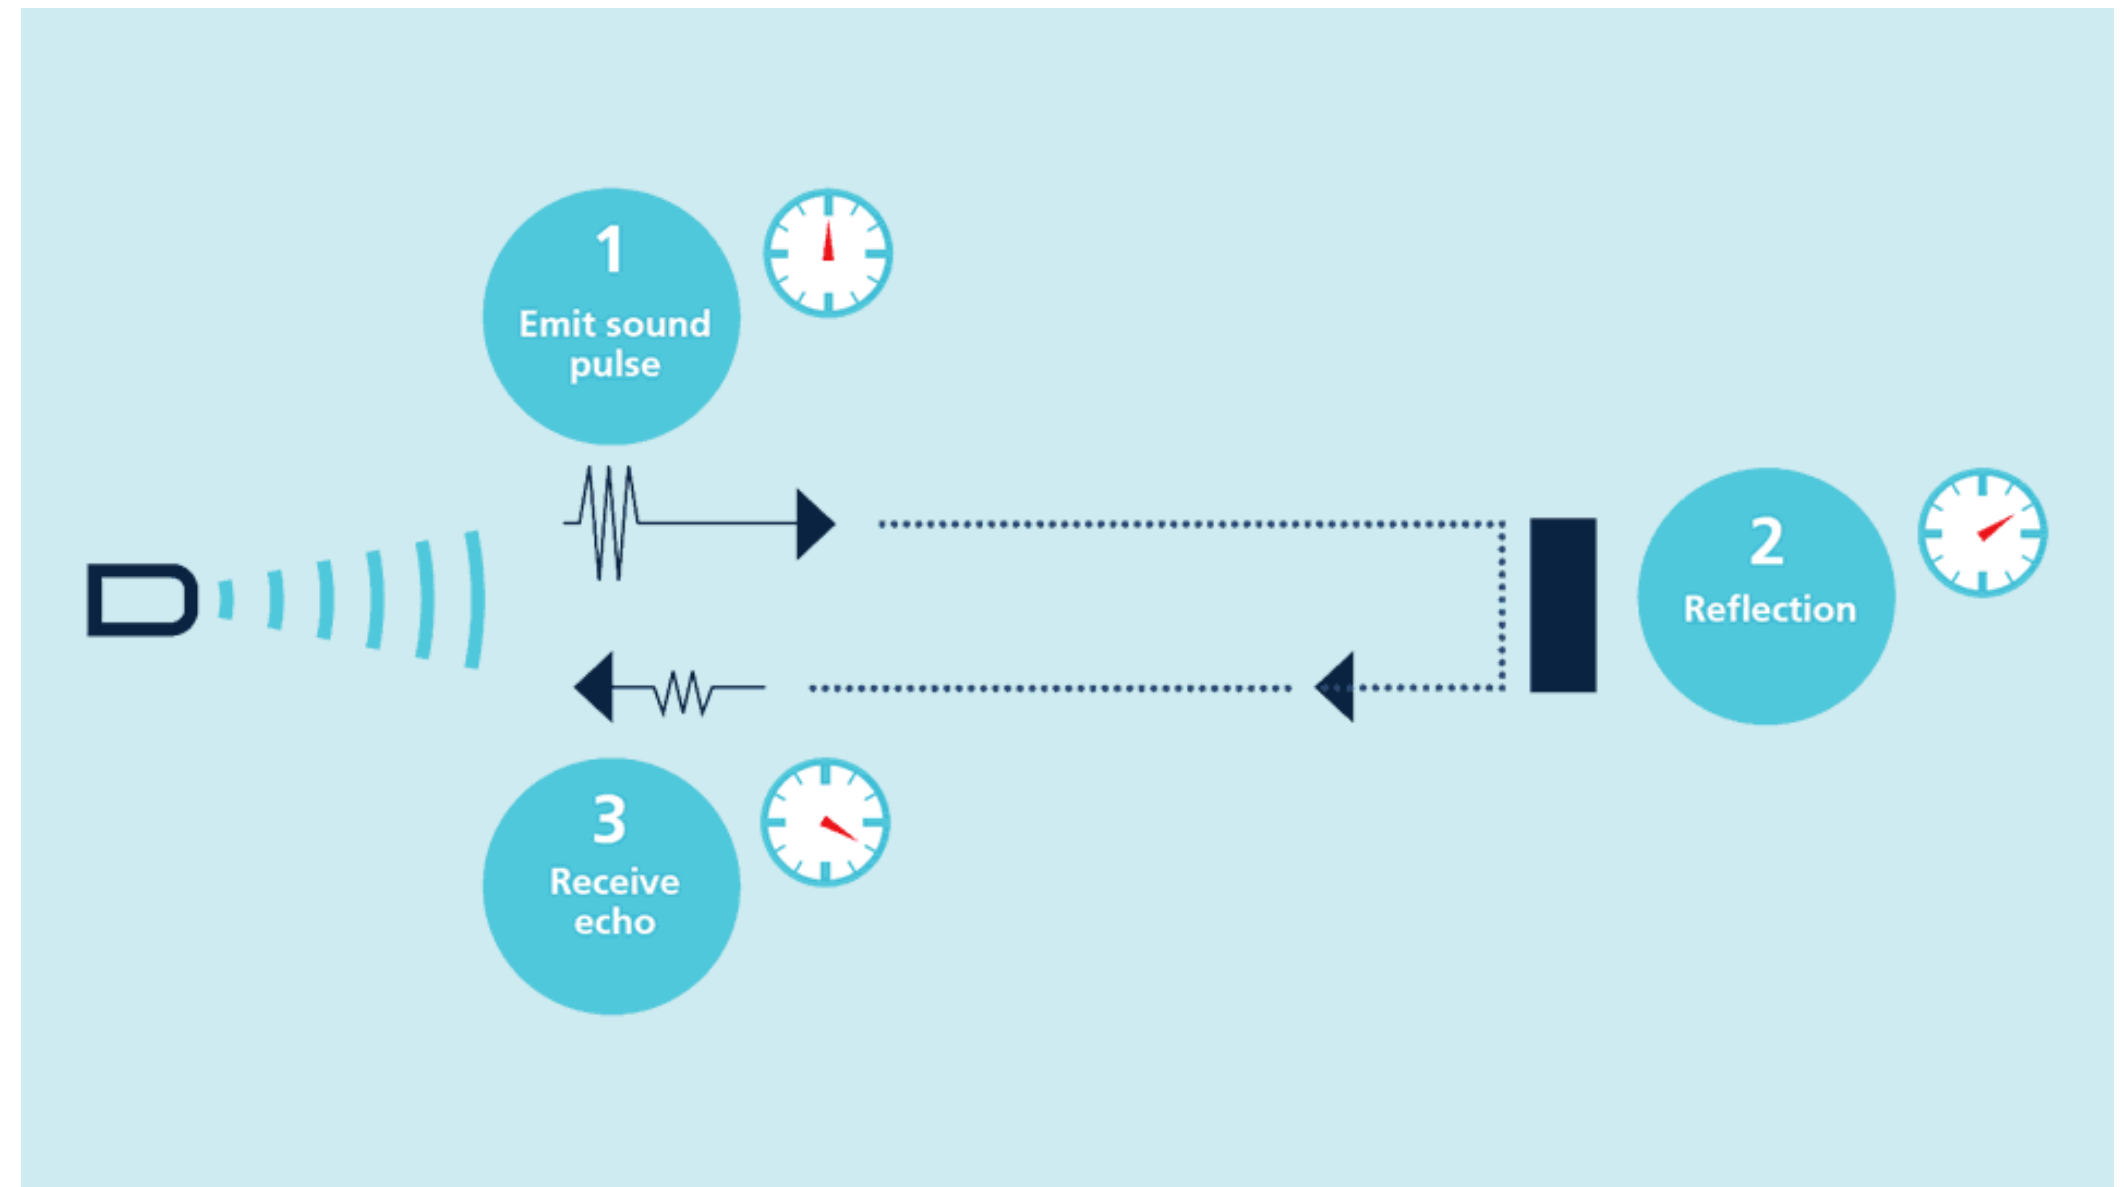 1
Emit sound
pulse
2
Reflection
3
Receive
echo